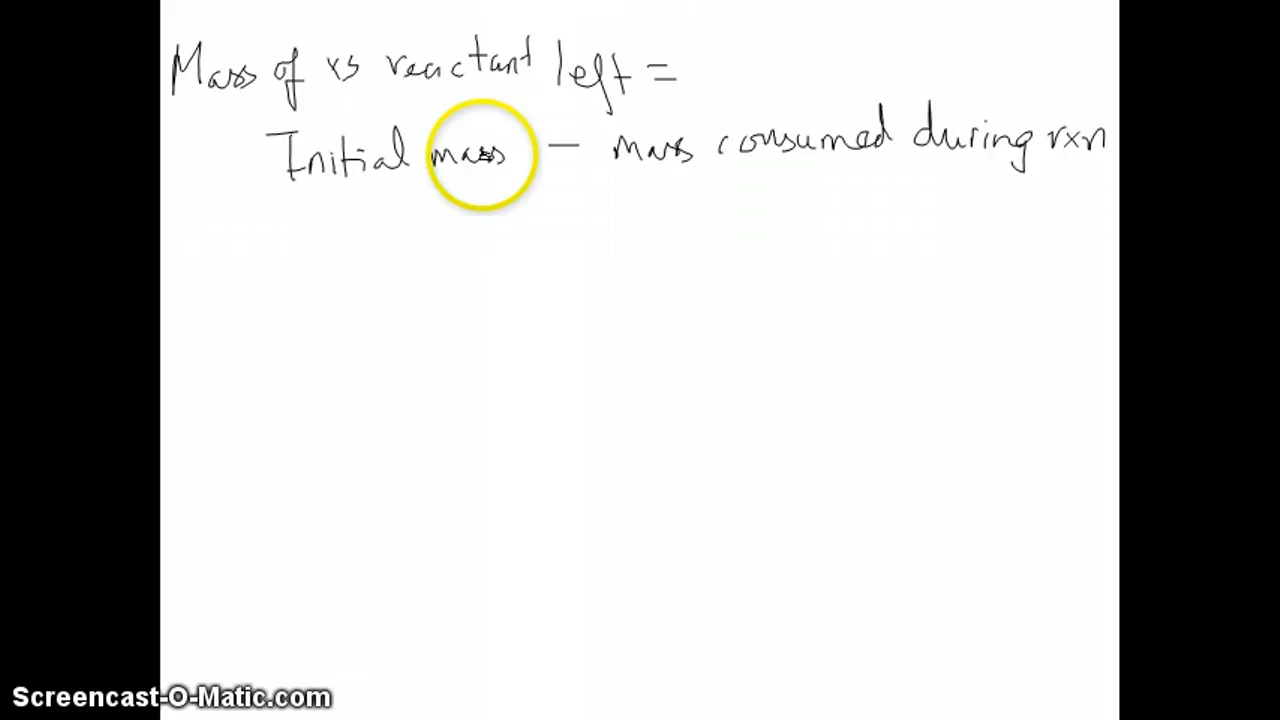 Mass of xs reactant left =
Initial mass - mass consumed during rxn
Screencast-O-Matic.com